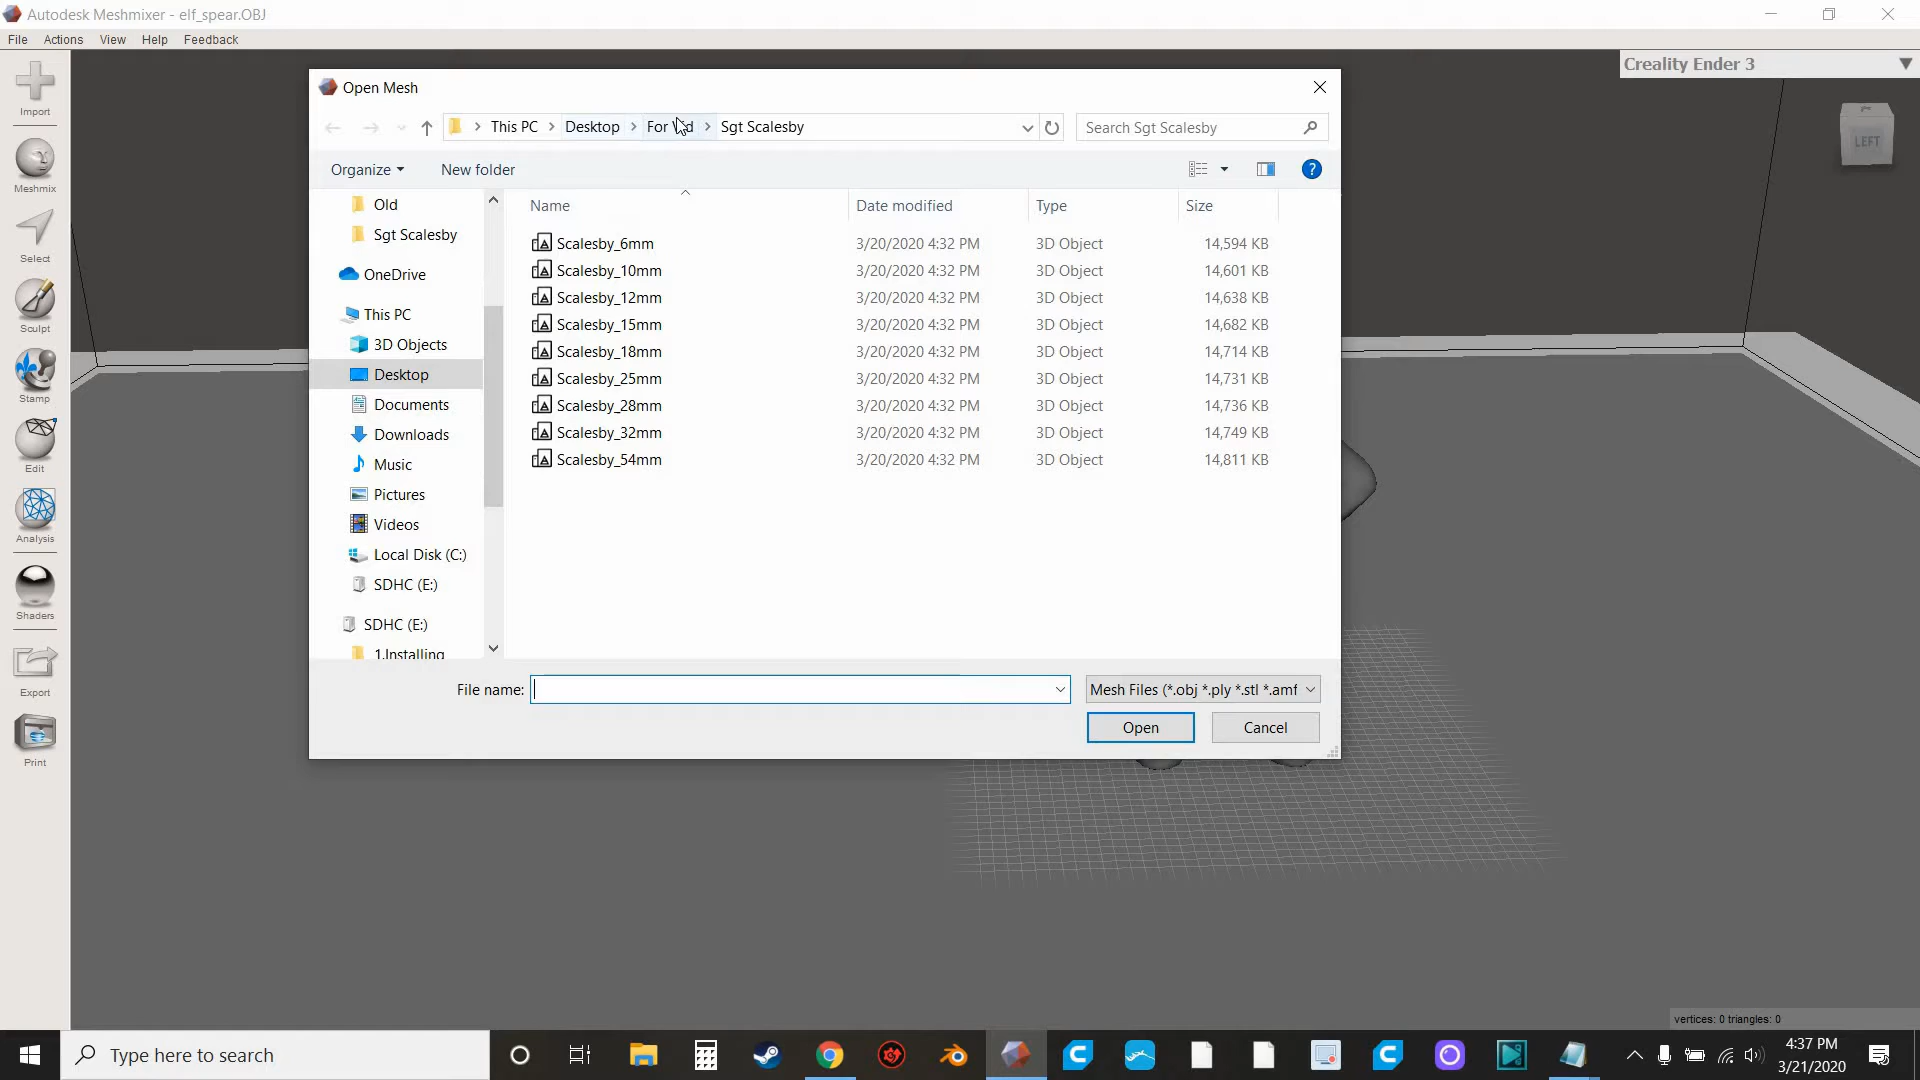 Autodesk Meshmixer - elf_spear.OBJ
File Actions View Help Feedback
Creality Ender 3
LEFT
Import
Meshmix
Select
Sculpt
Stamp
Edit
Analysis
Shaders
Export
Print
Open Mesh
This PC > Desktop > For > Sgt Scalesby
Search Sgt Scalesby
Organize New folder
Old
Sgt Scalesby
OneDrive
This PC
3D Objects
Desktop
Documents
Downloads
Music
Pictures
Videos
Local Disk (C:)
SDHC (E:)
SDHC (E:)
1.Installing
Name Date modified Type Size
Scalesby_6mm 3/20/2020 4:32 PM 3D Object 14,594 KB
Scalesby_10mm 3/20/2020 4:32 PM 3D Object 14,601 KB
Scalesby_12mm 3/20/2020 4:32 PM 3D Object 14,638 KB
Scalesby_15mm 3/20/2020 4:32 PM 3D Object 14,682 KB
Scalesby_18mm 3/20/2020 4:32 PM 3D Object 14,714 KB
Scalesby_25mm 3/20/2020 4:32 PM 3D Object 14,731 KB
Scalesby_28mm 3/20/2020 4:32 PM 3D Object 14,736 KB
Scalesby_32mm 3/20/2020 4:32 PM 3D Object 14,749 KB
Scalesby_54mm 3/20/2020 4:32 PM 3D Object 14,811 KB
File name:
Mesh Files (*.obj *.ply *.stl *.amf
Open Cancel
vertices: 0 triangles: 0
Type here to search
4:37 PM
3/21/2020